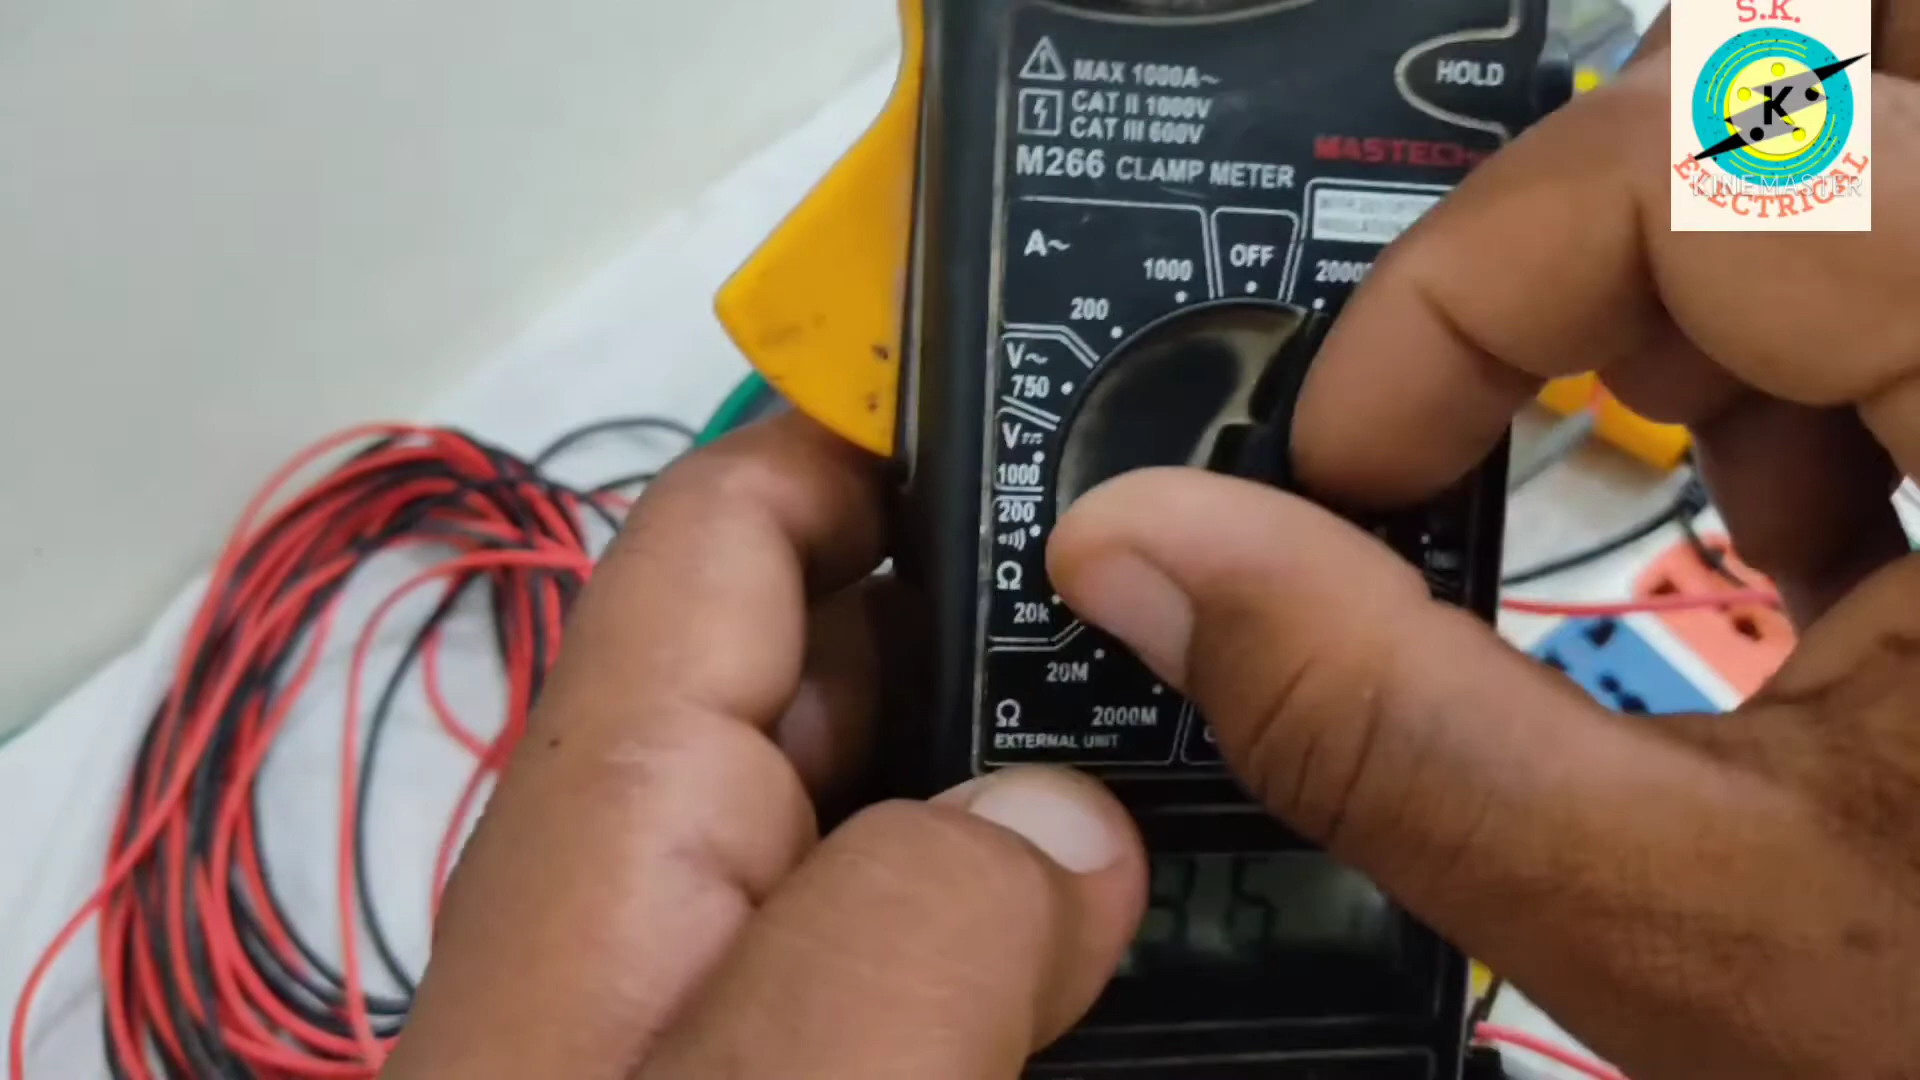 S.K.
K
ELECTRICAL
KINEMASTER
MAX 1000A~
HOLD
CAT II 1000V
CAT III 600V
MASTECH
M266 CLAMP METER
A~
OFF
1000
200
V~
750
V⎓
1000
200
Ω
20k
20M
Ω
2000M
EXTERNAL UNIT